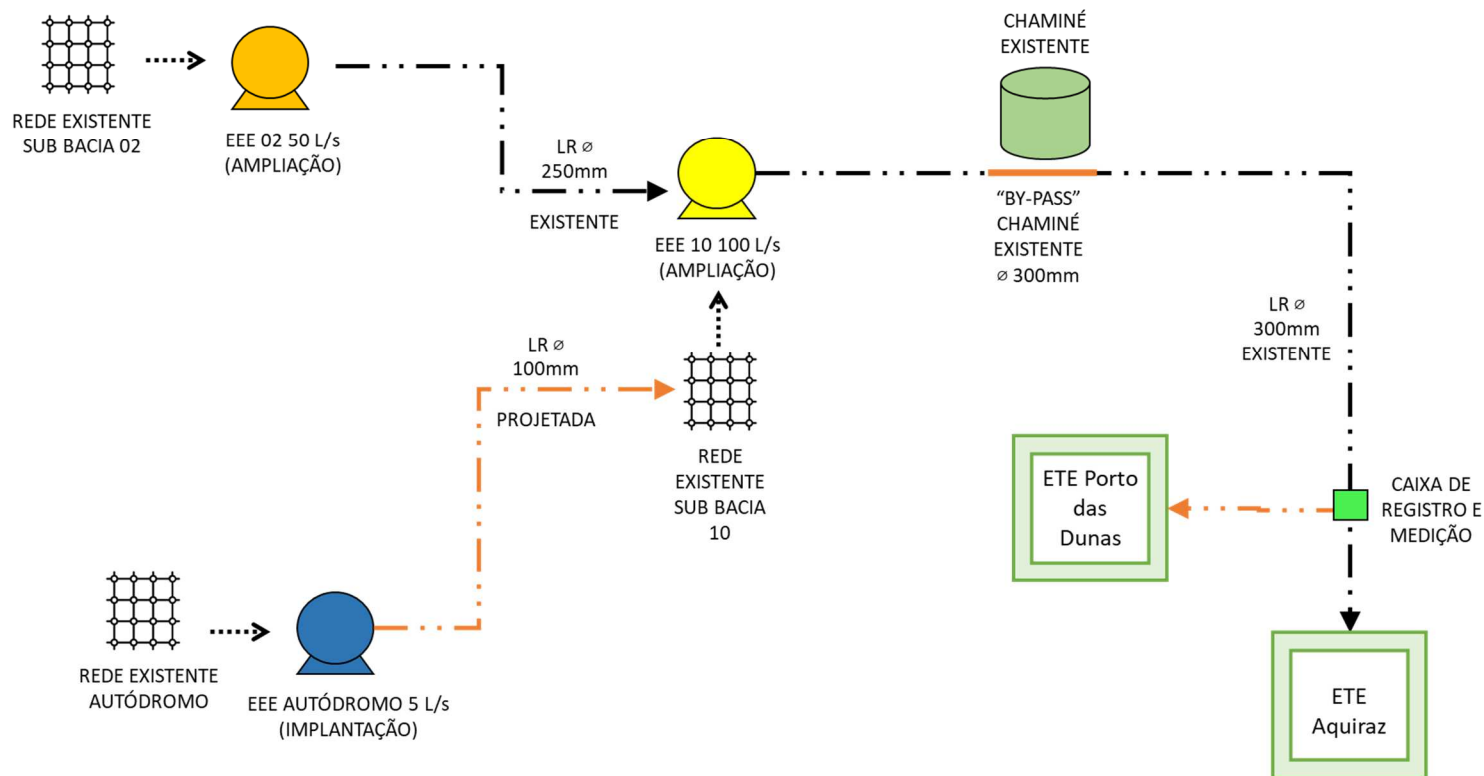 CHAMINÉ
EXISTENTE
REDE EXISTENTE
SUB BACIA 02
EEE 02 50 L/s
(AMPLIAÇÃO)
LR ⌀
250mm
EXISTENTE
EEE 10 100 L/s
(AMPLIAÇÃO)
“BY-PASS”
CHAMINÉ
EXISTENTE
⌀ 300mm
LR ⌀
300mm
EXISTENTE
LR ⌀
100mm
PROJETADA
REDE
EXISTENTE
SUB BACIA
10
ETE Porto
das
Dunas
CAIXA DE
REGISTRO E
MEDIÇÃO
REDE EXISTENTE
AUTÓDROMO
EEE AUTÓDROMO 5 L/s
(IMPLANTAÇÃO)
ETE
Aquiraz